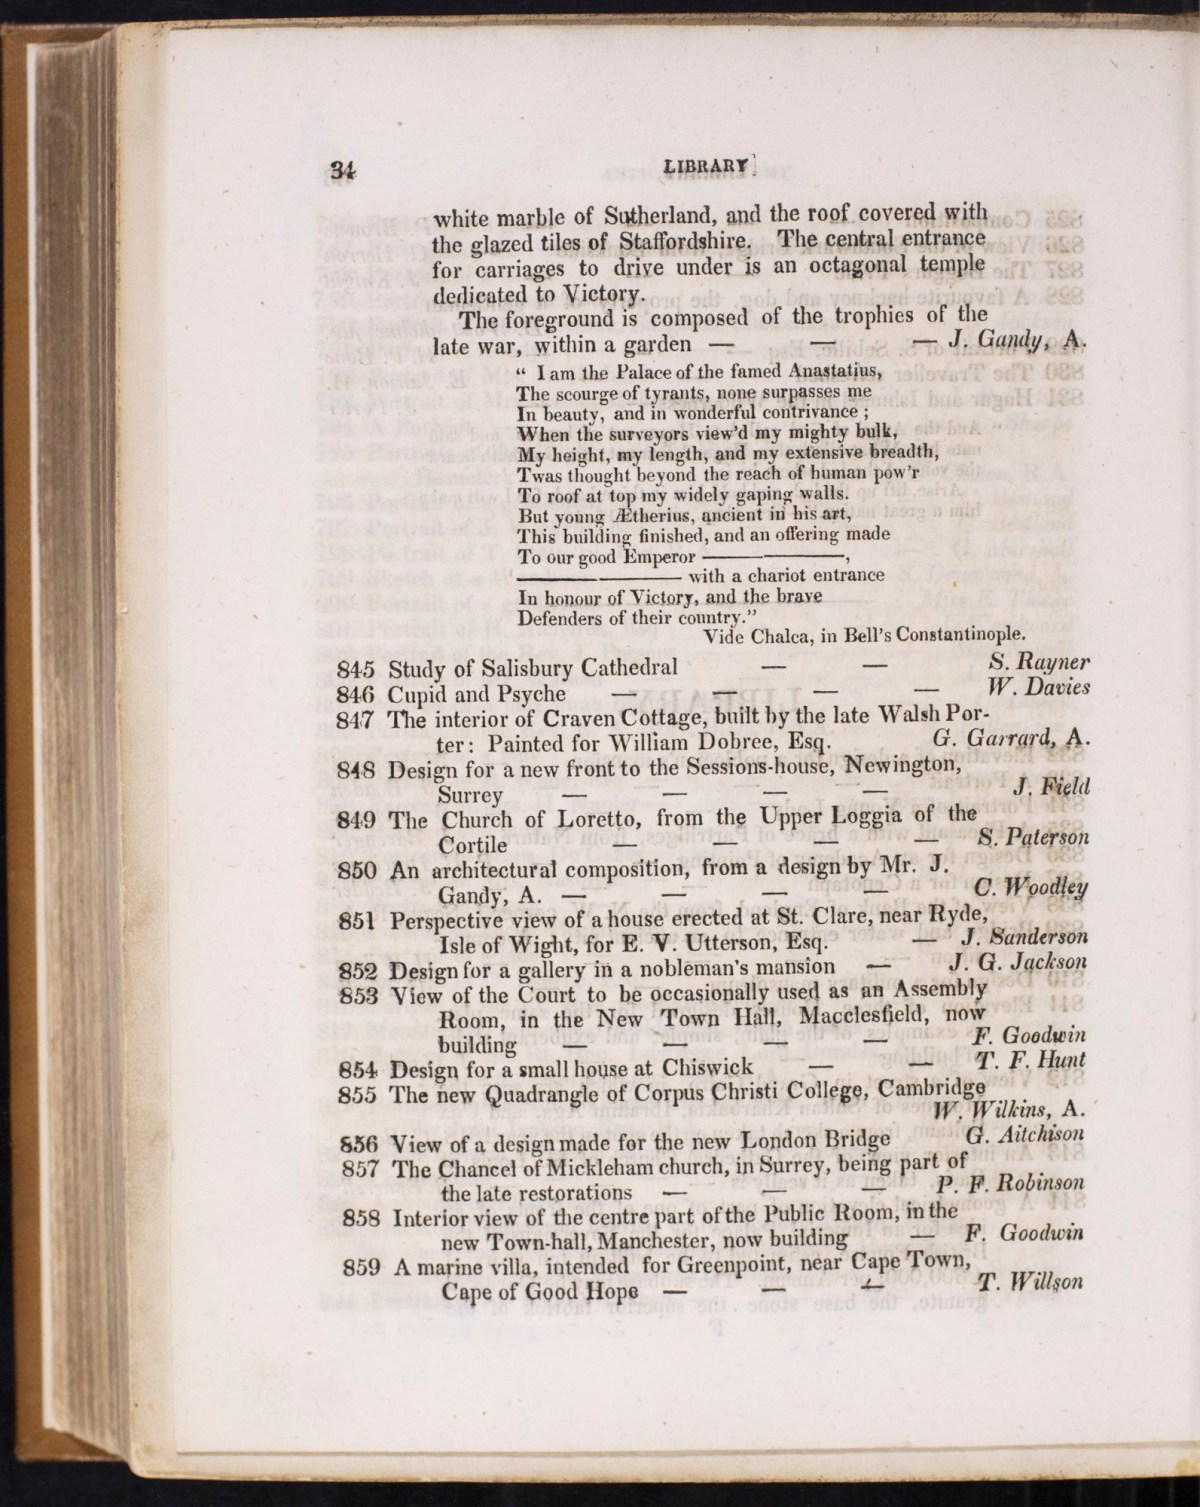 34
LIBRARY
white marble of Sutherland, and the roof covered with
the glazed tiles of Staffordshire. The central entrance
for carriages to drive under is an octagonal temple
dedicated to Victory.
The foreground is composed of the trophies of the
late war, within a garden — — — J. Gandy, A.
“ I am the Palace of the famed Anastatius,
The scourge of tyrants, none surpasses me
In beauty, and in wonderful contrivance ;
When the surveyors view'd my mighty bulk,
My height, my length, and my extensive breadth,
Twas thought beyond the reach of human pow'r
To roof at top my widely gaping walls.
But young Ætherius, ancient in his art,
This building finished, and an offering made
To our good Emperor ————,
———— with a chariot entrance
In honour of Victory, and the brave
Defenders of their country.”
Vide Chalca, in Bell's Constantinople.
845 Study of Salisbury Cathedral — — S. Rayner
846 Cupid and Psyche — — — — W. Davies
847 The interior of Craven Cottage, built by the late Walsh Por-
ter: Painted for William Dobree, Esq. G. Garrard, A.
848 Design for a new front to the Sessions-house, Newington,
Surrey — — — — J. Field
849 The Church of Loretto, from the Upper Loggia of the
Cortile — — — — S. Paterson
850 An architectural composition, from a design by Mr. J.
Gandy, A. — — — — C. Woodley
851 Perspective view of a house erected at St. Clare, near Ryde,
Isle of Wight, for E. V. Utterson, Esq. — J. Sanderson
852 Design for a gallery in a nobleman's mansion — J. G. Jackson
853 View of the Court to be occasionally used as an Assembly
Room, in the New Town Hall, Macclesfield, now
building — — — — F. Goodwin
854 Design for a small house at Chiswick — — T. F. Hunt
855 The new Quadrangle of Corpus Christi College, Cambridge
W. Wilkins, A.
856 View of a design made for the new London Bridge G. Aitchison
857 The Chancel of Mickleham church, in Surrey, being part of
the late restorations — — — P. F. Robinson
858 Interior view of the centre part of the Public Room, in the
new Town-hall, Manchester, now building — F. Goodwin
859 A marine villa, intended for Greenpoint, near Cape Town,
Cape of Good Hope — — — T. Willson